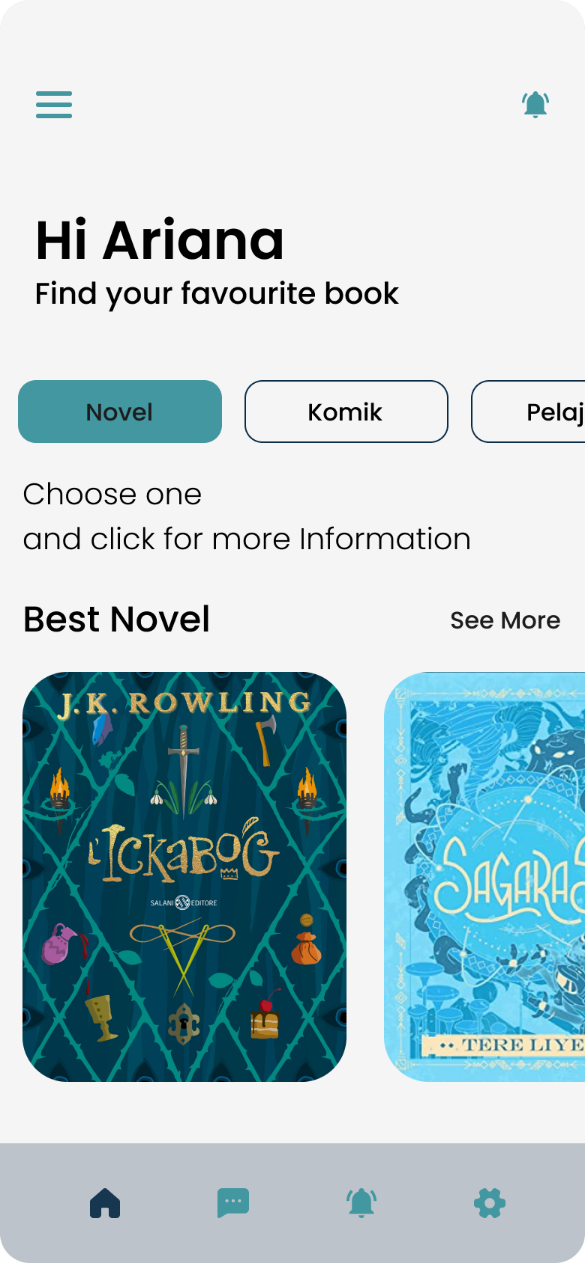 Hi Ariana
Find your favourite book
Novel
Komik
Choose one
and click for more Information
Best Novel
See More
J.K. ROWLING
L'ICKABOG
SALANI EDITORE
TERE LIYE